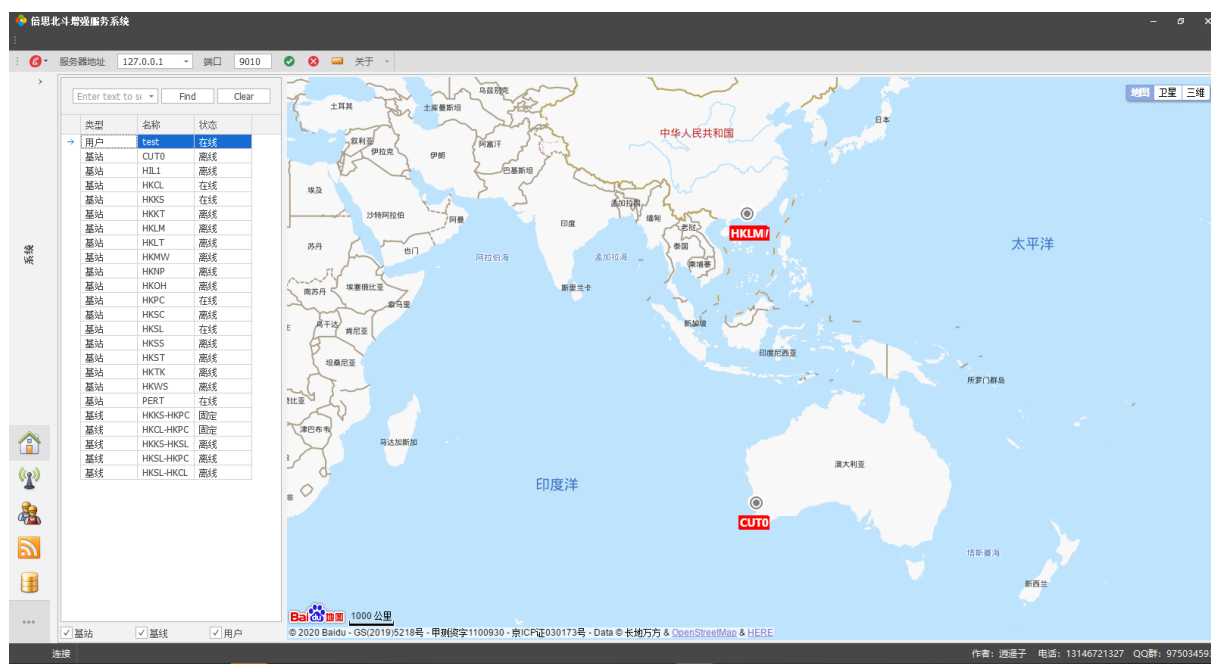 倍思北斗增强服务系统
服务器地址 127.0.0.1 端口 9010 关于
Enter text to se Find Clear
类型 名称 状态
用户 test 在线
基站 CUT0 离线
基站 HIL1 离线
基站 HKCL 在线
基站 HKKS 在线
基站 HKKT 离线
基站 HKLM 离线
基站 HKLT 离线
基站 HKMW 离线
基站 HKNP 离线
基站 HKOH 离线
基站 HKPC 在线
基站 HKSC 离线
基站 HKSL 在线
基站 HKSS 离线
基站 HKST 离线
基站 HKTK 离线
基站 HKWS 离线
基站 PERT 在线
基线 HKKS-HKPC 固定
基线 HKCL-HKPC 固定
基线 HKKS-HKSL 离线
基线 HKSL-HKPC 离线
基线 HKSL-HKCL 离线
系统
基站 基线 用户
地图 卫星 三维
乌兹别克
土耳其
土库曼斯坦
日本
中华人民共和国
叙利亚
伊拉克
伊朗
阿富汗
巴基斯坦
埃及
沙特阿拉伯
阿曼
印度
孟加拉国
缅甸
老挝
HKLM
苏丹
也门
阿拉伯海
孟加拉湾
泰国
柬埔寨
太平洋
南苏丹
埃塞俄比亚
索马里
斯里兰卡
乌干达
肯尼亚
新加坡
坦桑尼亚
印度尼西亚
所罗门群岛
津巴布韦
马达加斯加
澳大利亚
印度洋
CUT0
塔斯曼海
新西兰
Bai du 地图 1000 公里
© 2020 Baidu - GS(2019)5218号 - 甲测资字1100930 - 京ICP证030173号 - Data © 长地万方 & OpenStreetMap & HERE
连接 作者: 逍遥子 电话: 13146721327 QQ群: 97503459